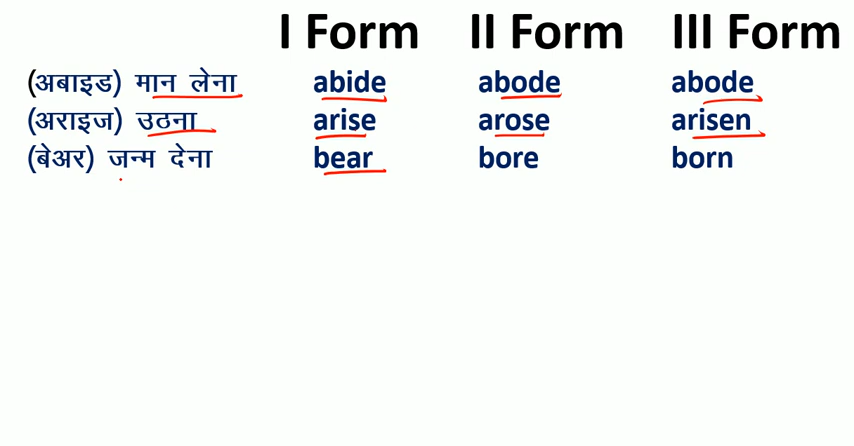 I Form II Form III Form
(अबाइड) मान लेना abide abode abode
(अराइज) उठना arise arose arisen
(बेअर) जन्म देना bear bore born